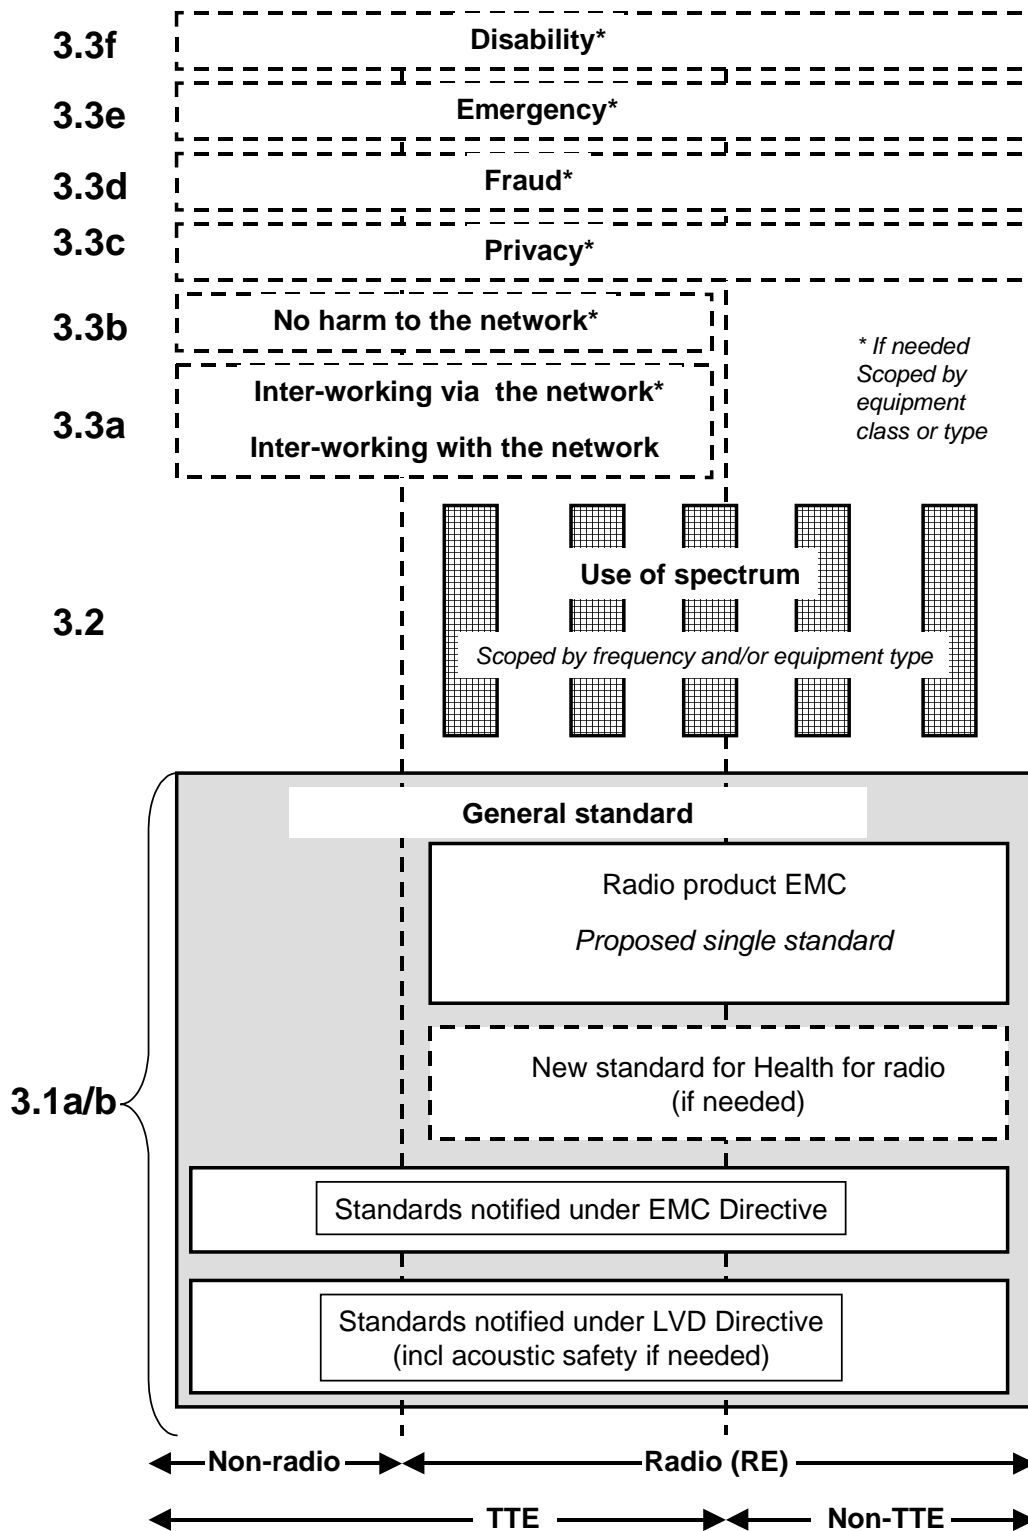 3.3f
Disability*
3.3e
Emergency*
3.3d
Fraud*
3.3c
Privacy*
3.3b
No harm to the network*
* If needed
Scoped by
equipment
class or type
3.3a
Inter-working via the network*
Inter-working with the network
3.2
Use of spectrum
Scoped by frequency and/or equipment type
General standard
Radio product EMC
Proposed single standard
3.1a/b
New standard for Health for radio
(if needed)
Standards notified under EMC Directive
Standards notified under LVD Directive
(incl acoustic safety if needed)
Non-radio
Radio (RE)
TTE
Non-TTE